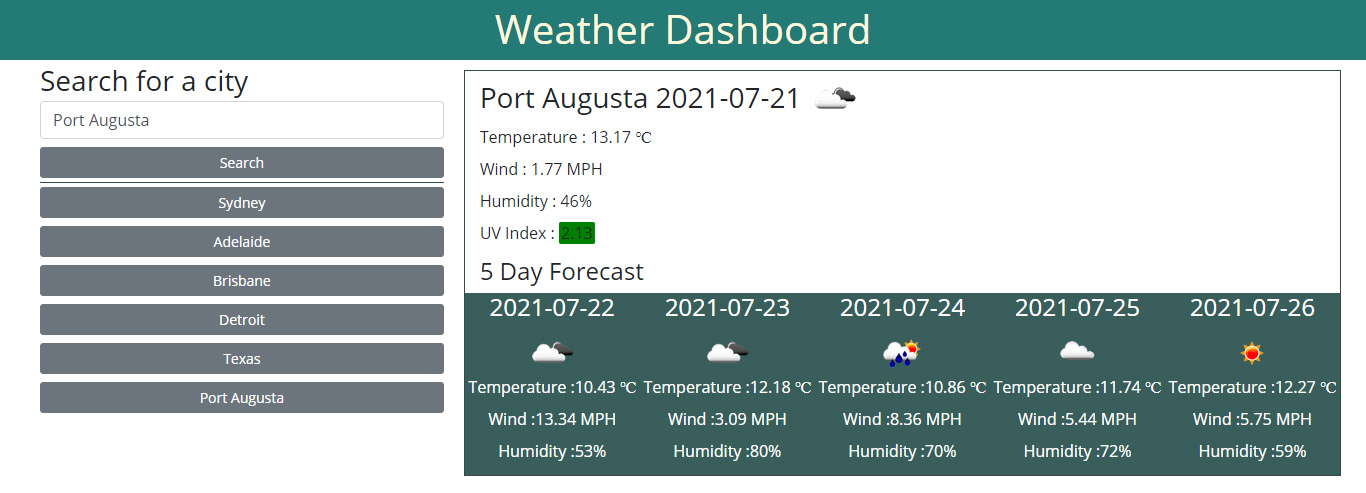 Weather Dashboard
Search for a city
Port Augusta
Search
Sydney
Adelaide
Brisbane
Detroit
Texas
Port Augusta
Port Augusta 2021-07-21
Temperature : 13.17 ℃
Wind : 1.77 MPH
Humidity : 46%
UV Index : 2.13
5 Day Forecast
2021-07-22 2021-07-23 2021-07-24 2021-07-25 2021-07-26
Temperature :10.43 ℃ Temperature :12.18 ℃ Temperature :10.86 ℃ Temperature :11.74 ℃ Temperature :12.27 ℃
Wind :13.34 MPH Wind :3.09 MPH Wind :8.36 MPH Wind :5.44 MPH Wind :5.75 MPH
Humidity :53% Humidity :80% Humidity :70% Humidity :72% Humidity :59%